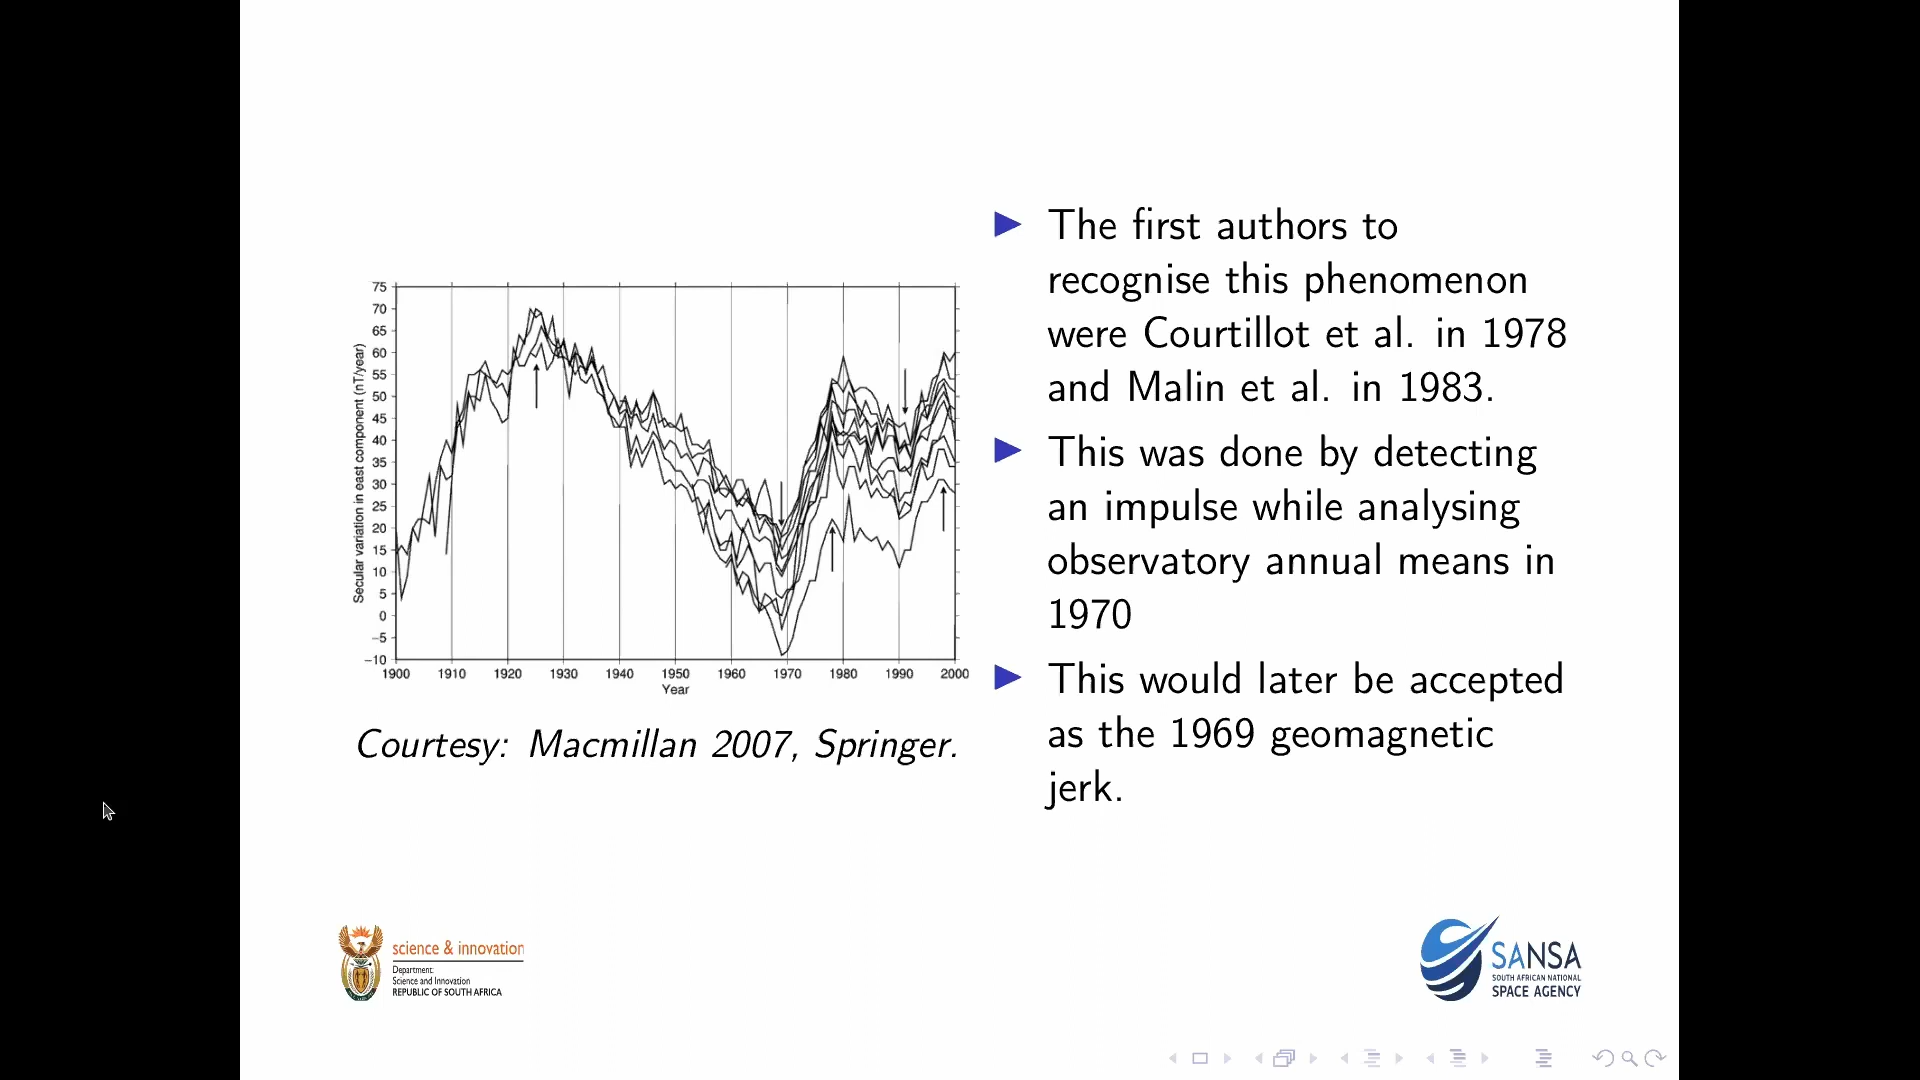 75
70
65
60
55
50
45
40
35
30
25
20
15
10
5
0
−5
−10
Secular variation in east component (nT/year)
1900 1910 1920 1930 1940 1950 1960 1970 1980 1990 2000
Year
Courtesy: Macmillan 2007, Springer.
The first authors to
recognise this phenomenon
were Courtillot et al. in 1978
and Malin et al. in 1983.
This was done by detecting
an impulse while analysing
observatory annual means in
1970
This would later be accepted
as the 1969 geomagnetic
jerk.
science & innovation
Department:
Science and Innovation
REPUBLIC OF SOUTH AFRICA
SANSA
SOUTH AFRICAN NATIONAL
SPACE AGENCY